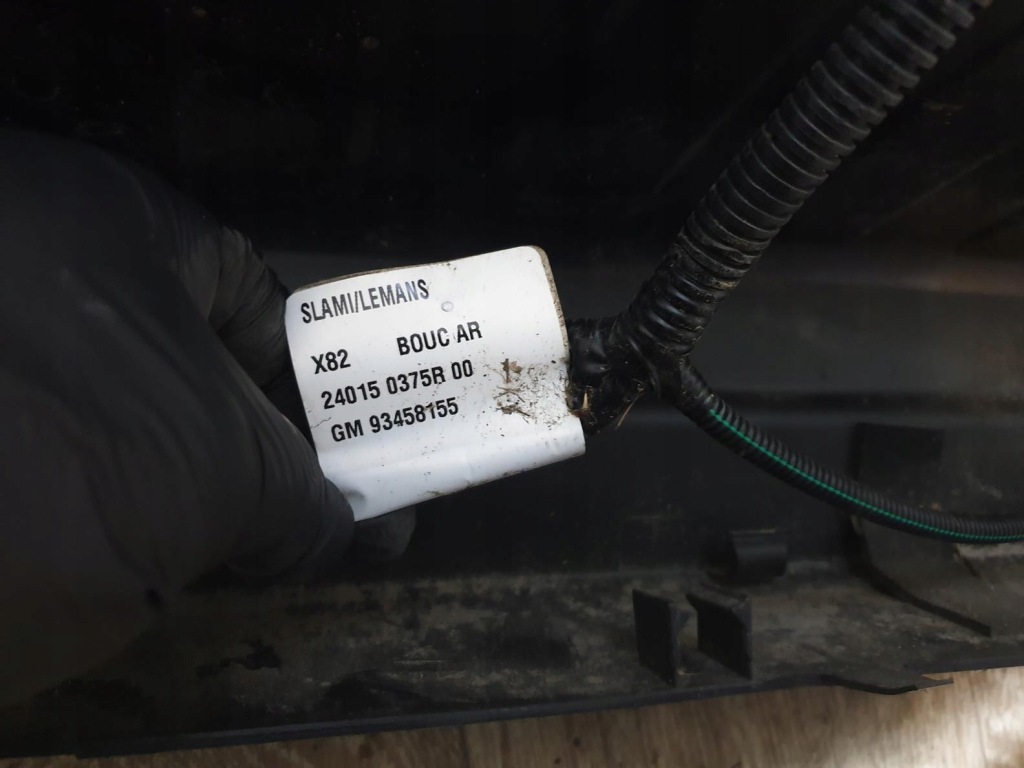 SLAMI/LEMANS
X82 BOUC AR
24015 0375R 00
GM 93458155